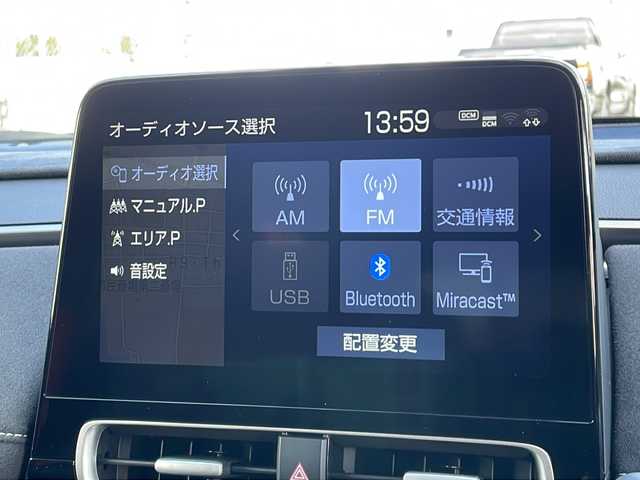 オーディオソース選択 13:59 DCM DCM
オーディオ選択
マニュアル.P
エリア.P
音設定
AM FM 交通情報
USB Bluetooth Miracast™
配置変更